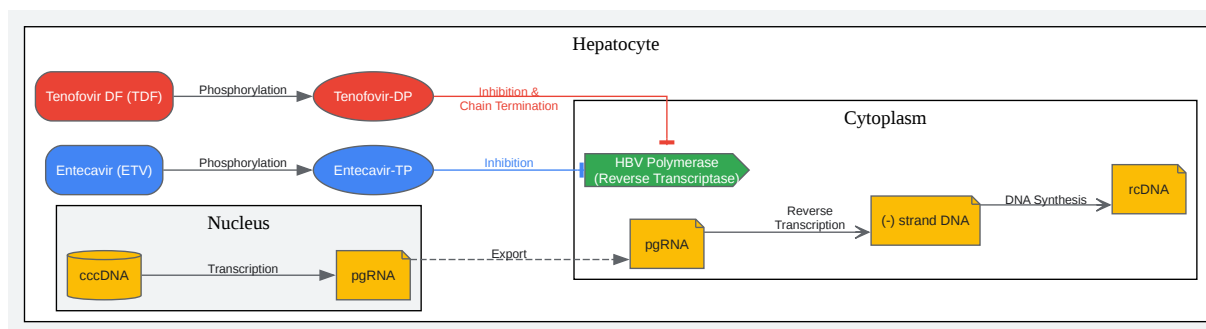 Hepatocyte
Tenofovir DF (TDF)
Phosphorylation
Tenofovir-DP
Inhibition &
Chain Termination
Cytoplasm
Entecavir (ETV)
Phosphorylation
Entecavir-TP
Inhibition
HBV Polymerase
(Reverse Transcriptase)
Nucleus
cccDNA
Transcription
pgRNA
Export
pgRNA
Reverse
Transcription
(-) strand DNA
DNA Synthesis
rcDNA